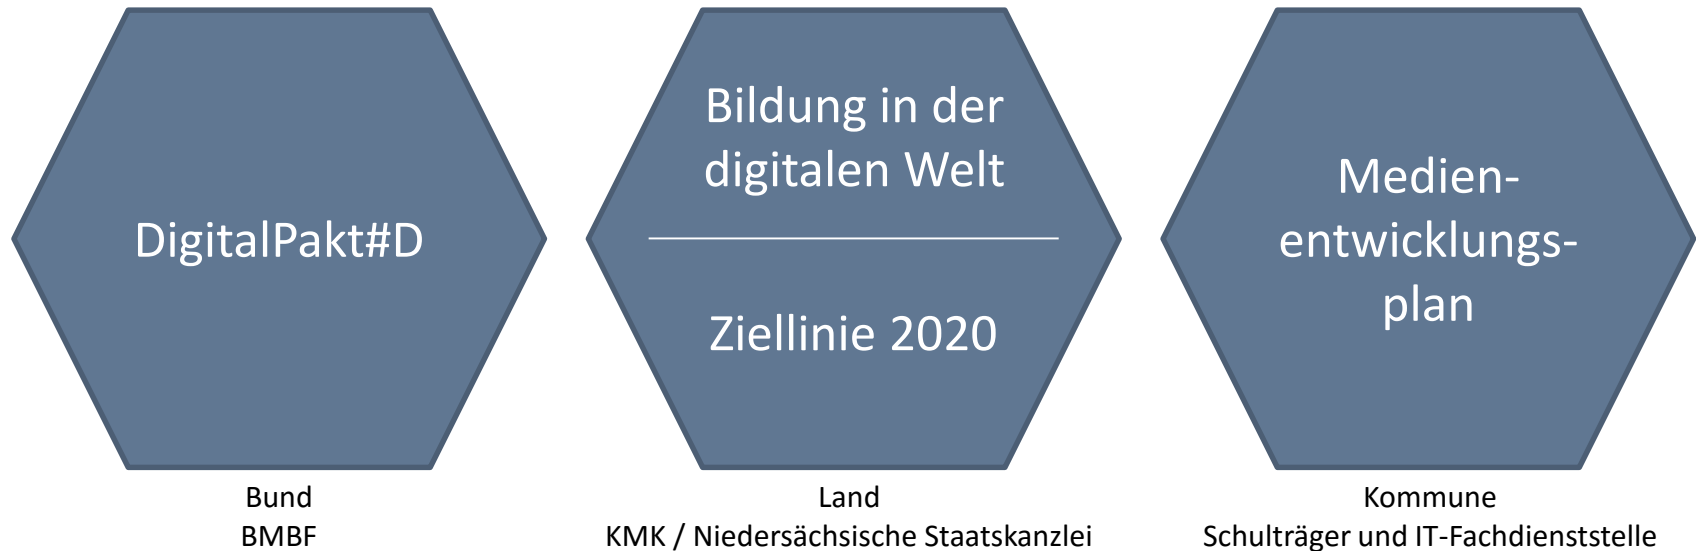 DigitalPakt#D
Bund
BMBF
Bildung in der
digitalen Welt
Ziellinie 2020
Land
KMK / Niedersächsische Staatskanzlei
Medien-
entwicklungs-
plan
Kommune
Schulträger und IT-Fachdienststelle